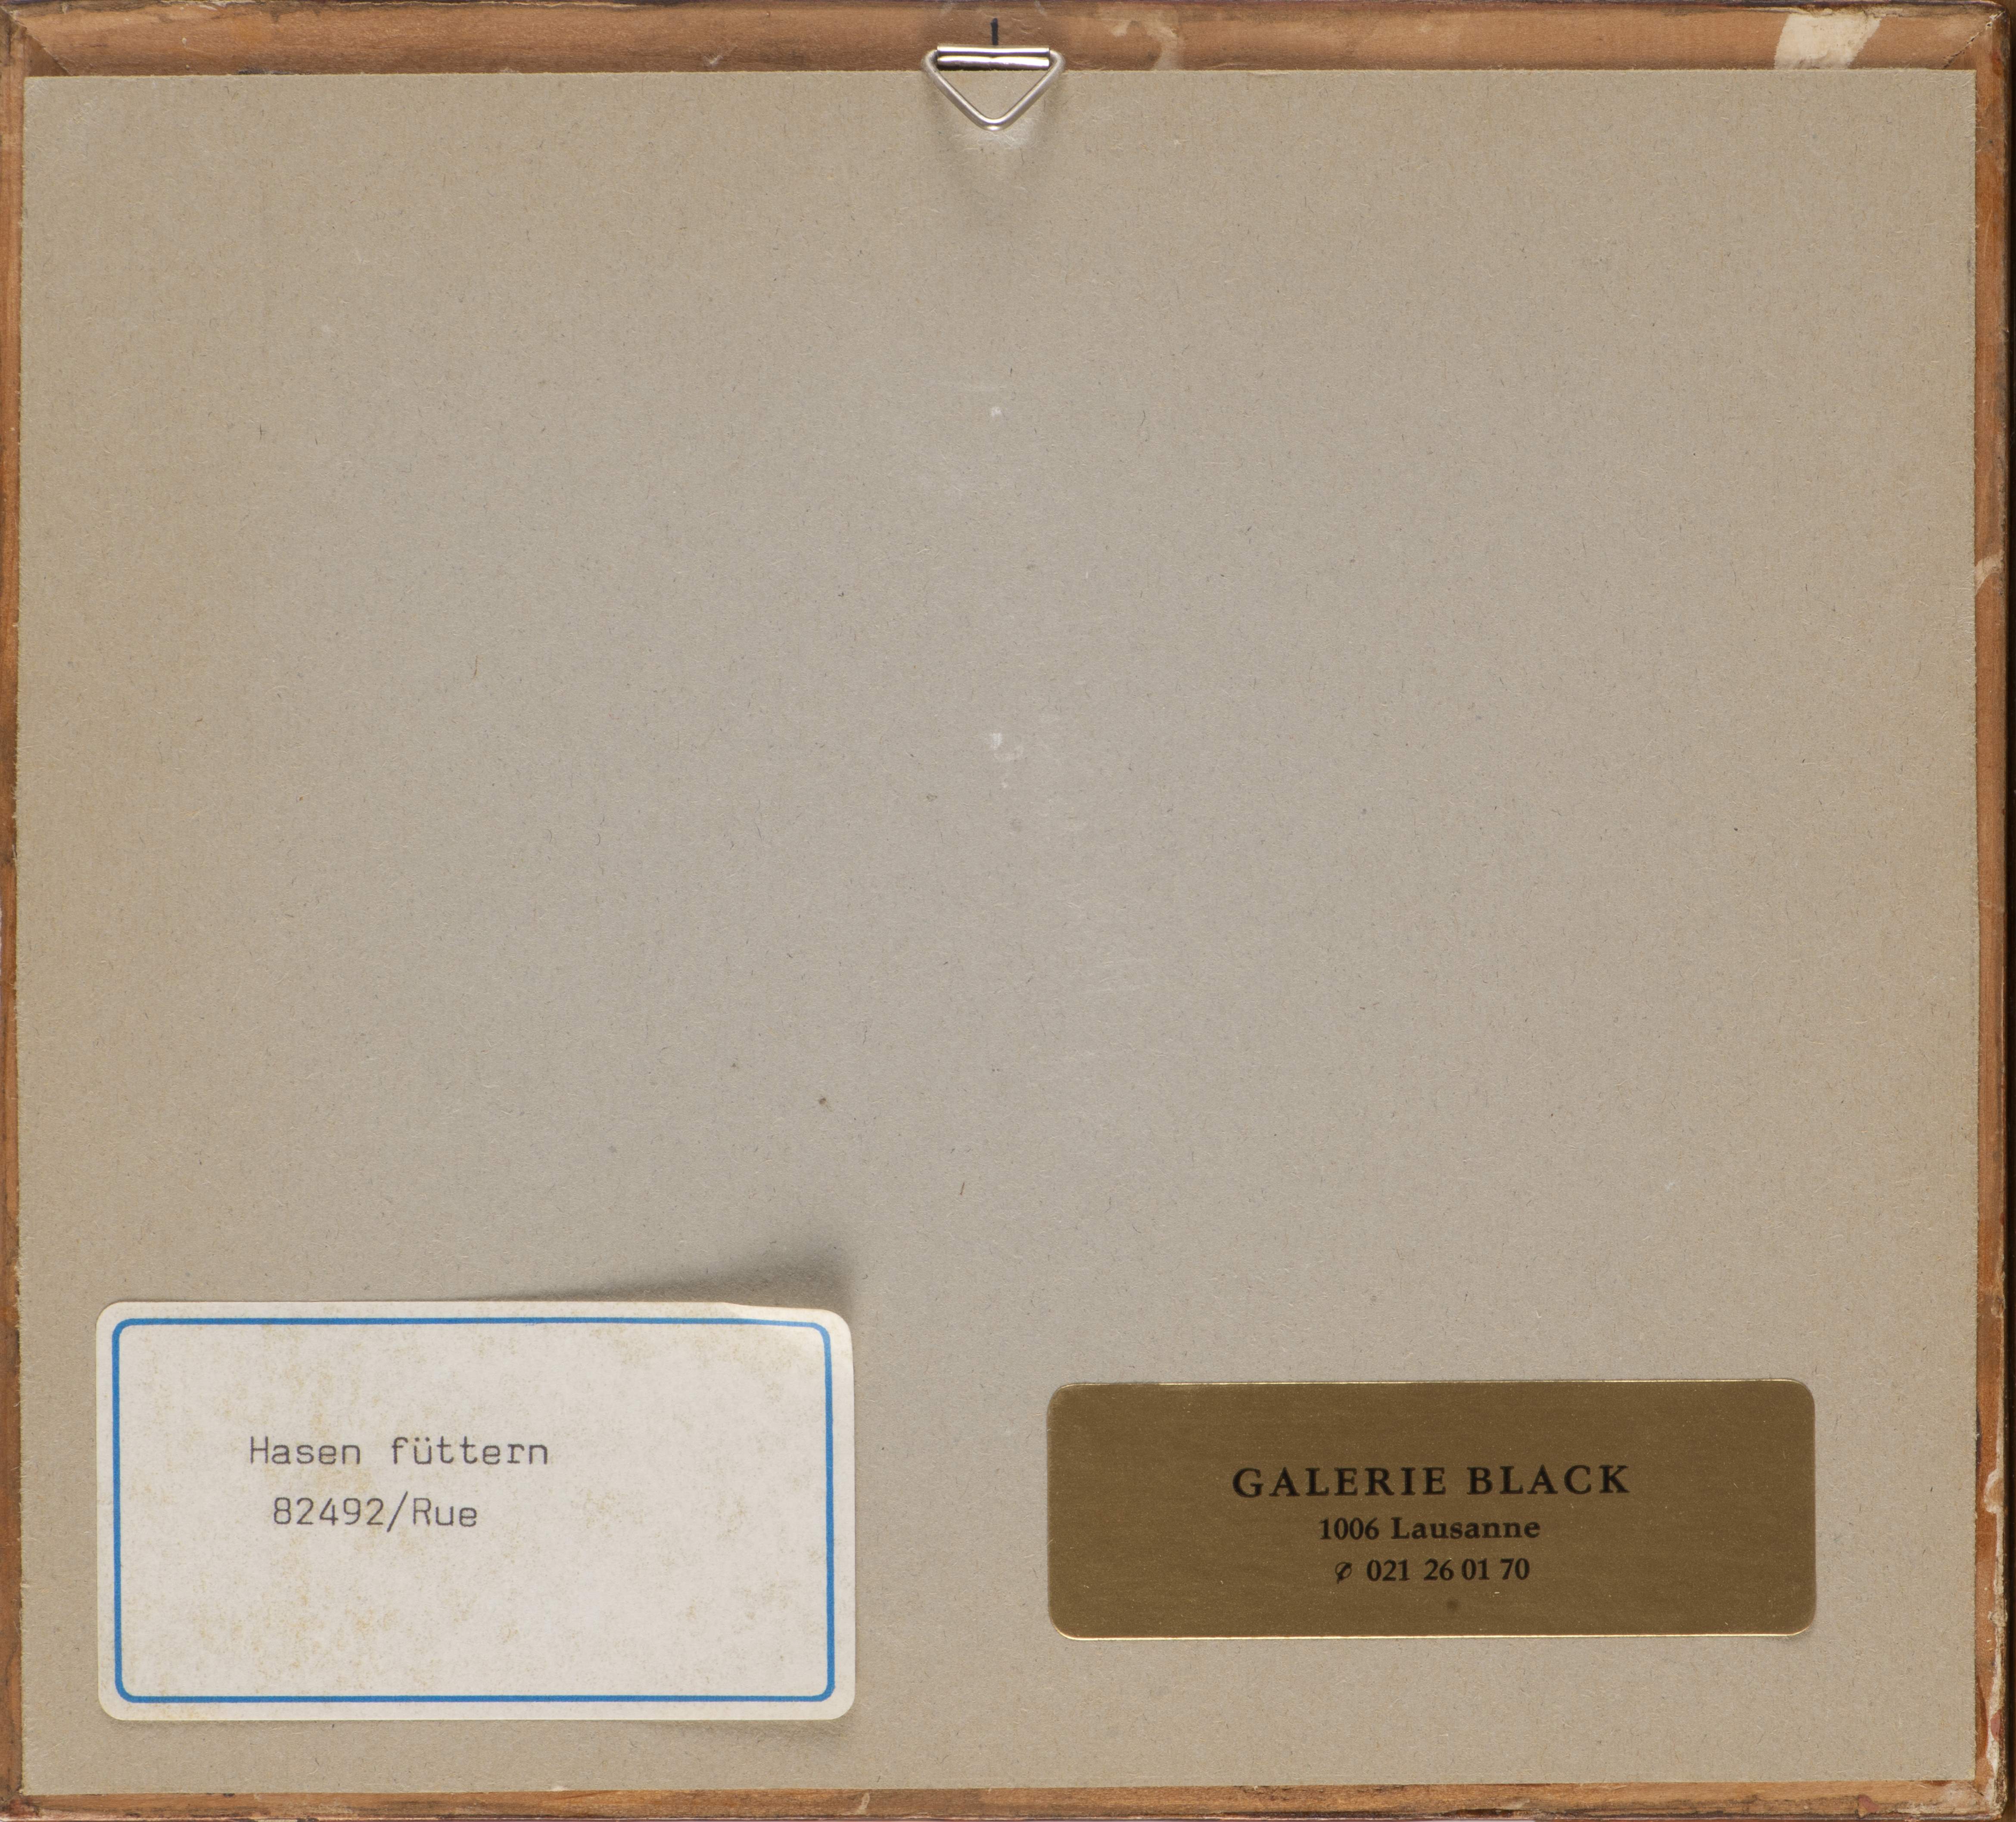 Hasen füttern
82492/Rue
GALERIE BLACK
1006 Lausanne
✆ 021 26 01 70